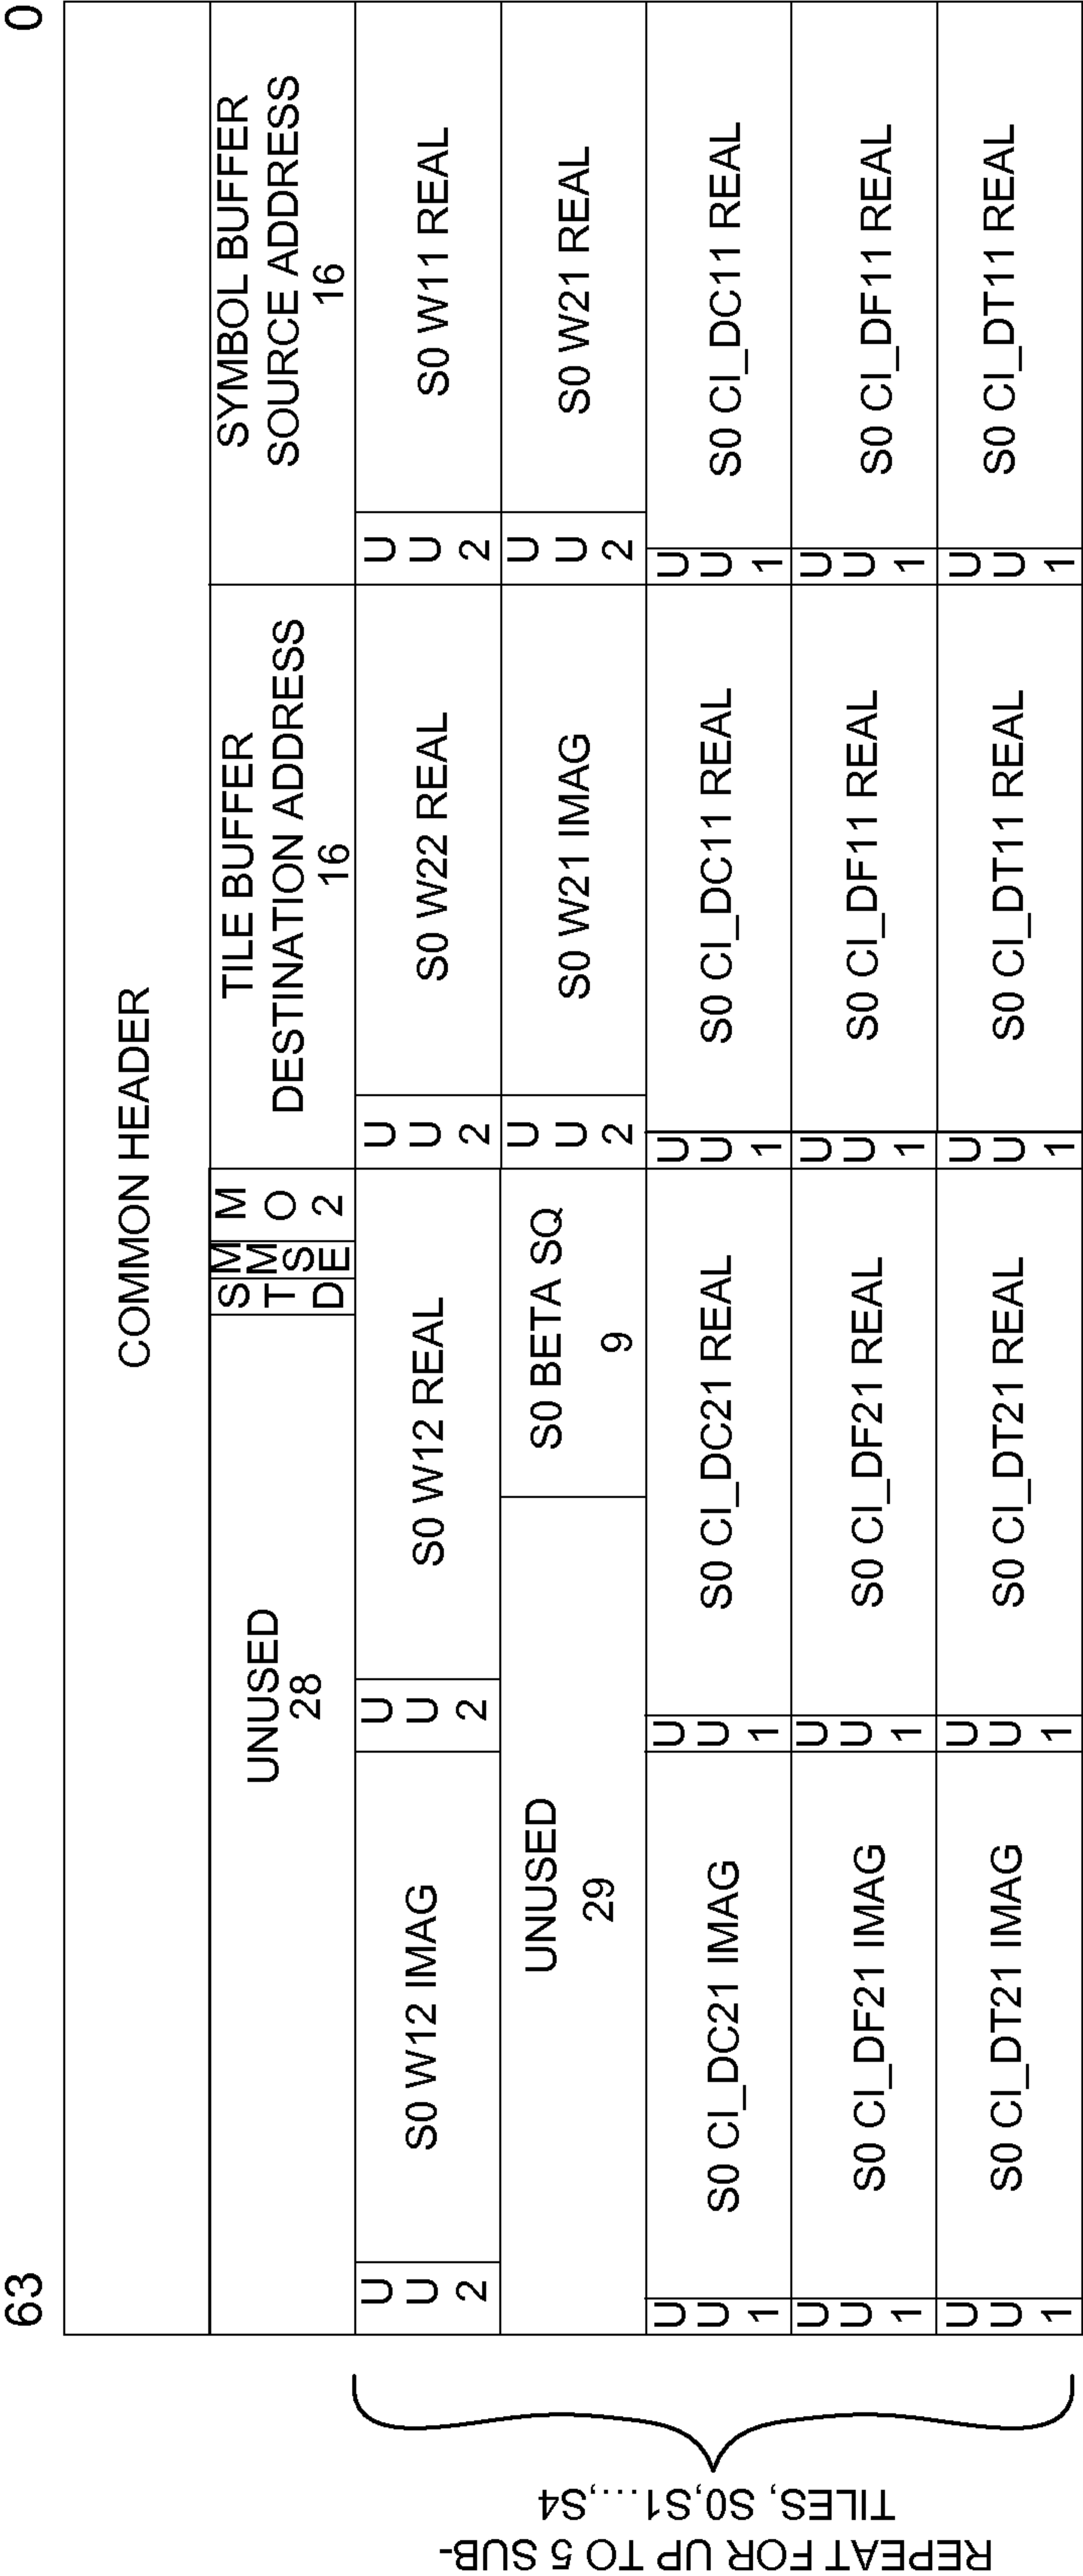 63
0
COMMON HEADER
UNUSED
28
S
T
D
M
M
S
E
M
O
2
TILE BUFFER
DESTINATION ADDRESS
16
SYMBOL BUFFER
SOURCE ADDRESS
16
U
U
2
S0 W12 IMAG
U
U
2
S0 W12 REAL
U
U
2
S0 W22 REAL
U
U
2
S0 W11 REAL
UNUSED
29
S0 BETA SQ
9
U
U
2
S0 W21 IMAG
U
U
2
S0 W21 REAL
U
U
1
S0 CI_DC21 IMAG
U
U
1
S0 CI_DC21 REAL
U
U
1
S0 CI_DC11 REAL
U
U
1
S0 CI_DC11 REAL
U
U
1
S0 CI_DF21 IMAG
U
U
1
S0 CI_DF21 REAL
U
U
1
S0 CI_DF11 REAL
U
U
1
S0 CI_DF11 REAL
U
U
1
S0 CI_DT21 IMAG
U
U
1
S0 CI_DT21 REAL
U
U
1
S0 CI_DT11 REAL
U
U
1
S0 CI_DT11 REAL
REPEAT FOR UP TO 5 SUB-
TILES, S0,S1....,S4